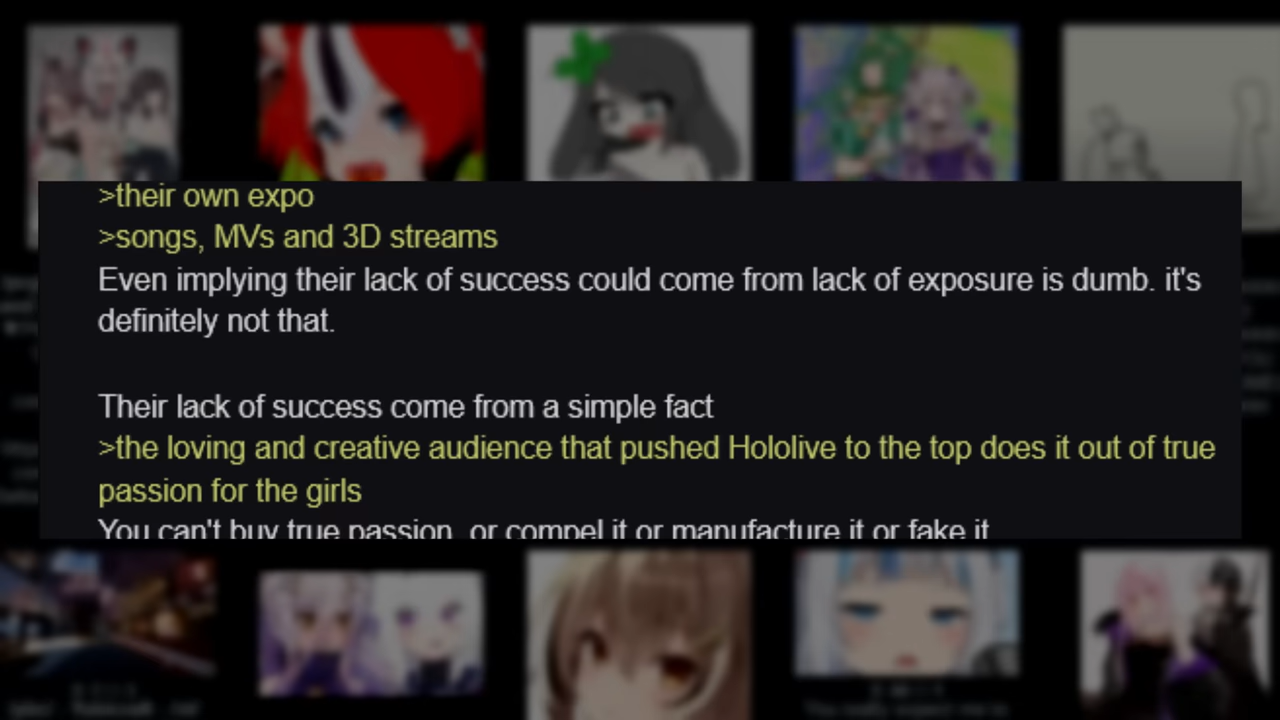 >their own expo
>songs, MVs and 3D streams
Even implying their lack of success could come from lack of exposure is dumb. it's
definitely not that.
Their lack of success come from a simple fact
>the loving and creative audience that pushed Hololive to the top does it out of true
passion for the girls
You can't buy true passion, or compel it or manufacture it or fake it